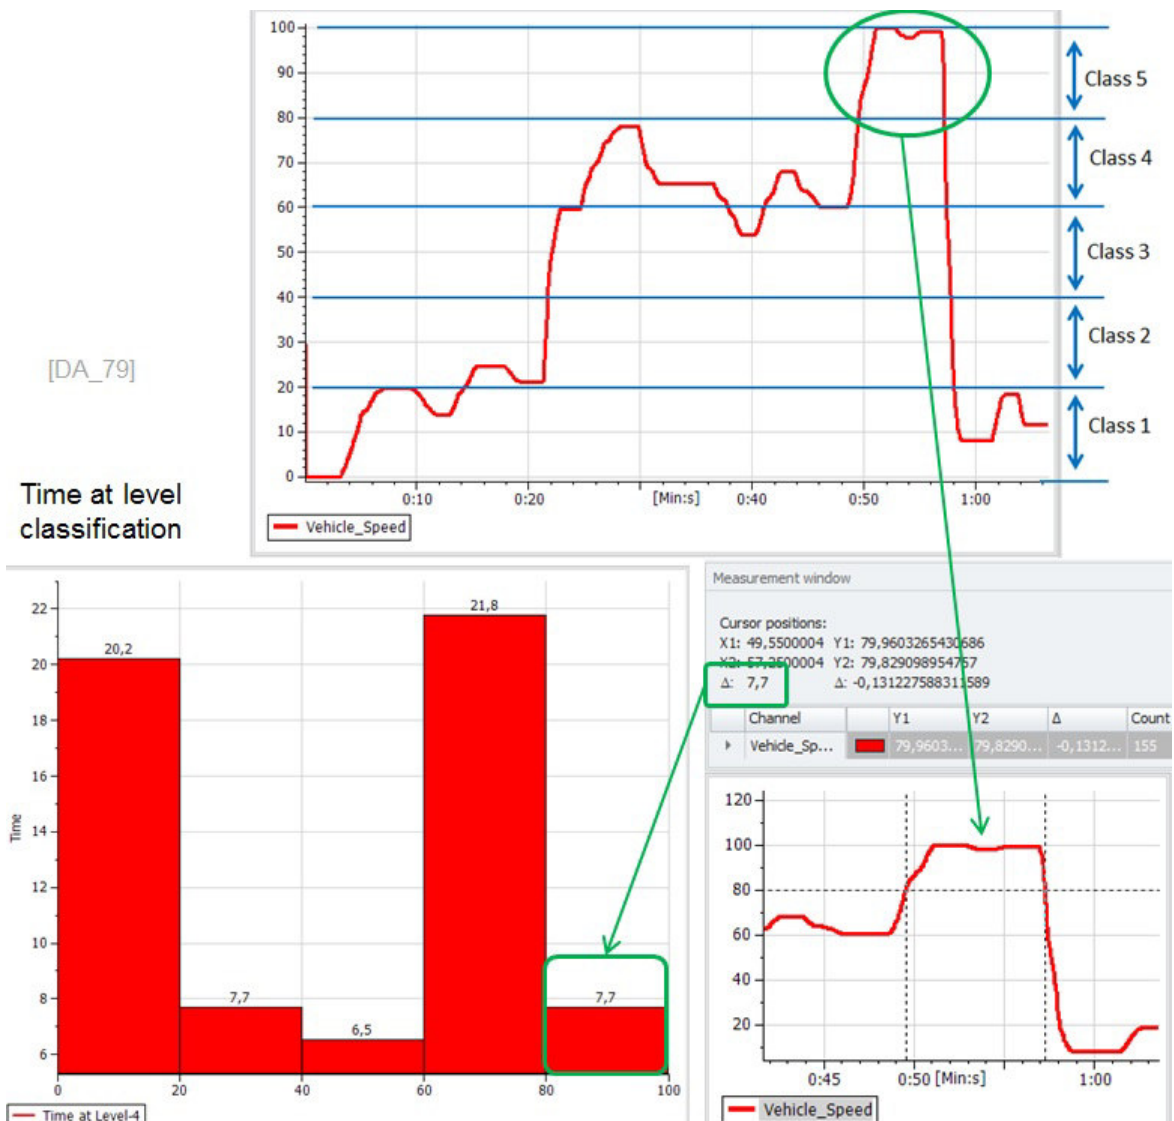 100
90
80
70
60
50
40
30
20
10
0
0:10
0:20
[Min:s]
0:40
0:50
1:00
Vehicle_Speed
Class 5
Class 4
Class 3
Class 2
Class 1
[DA_79]
Time at level
classification
22
20
18
16
14
12
10
8
6
Time
20,2
7,7
6,5
21,8
7,7
0
20
40
60
80
100
Time at Level-4
Measurement window
Cursor positions:
X1: 49,5500004 Y1: 79,9603265430686
X2: 57,2500004 Y2: 79,829098954757
Δ: 7,7 Δ: -0,131227588311589
Channel Y1 Y2 Δ Count
Vehicle_Sp... 79,9603... 79,8290... -0,1312... 155
120
100
80
60
40
20
0:45
0:50
[Min:s]
1:00
Vehicle_Speed